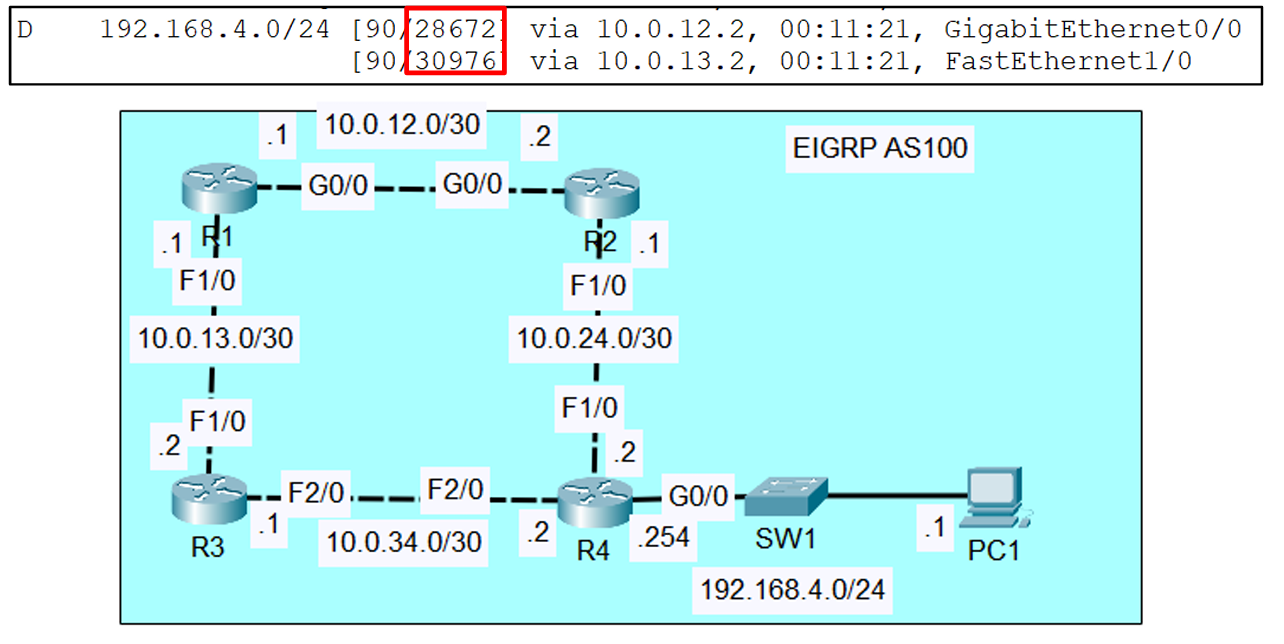 D 192.168.4.0/24 [90/28672] via 10.0.12.2, 00:11:21, GigabitEthernet0/0
[90/30976] via 10.0.13.2, 00:11:21, FastEthernet1/0
.1 10.0.12.0/30 .2
EIGRP AS100
G0/0 G0/0
.1 R1
R2 .1
F1/0
F1/0
10.0.13.0/30
10.0.24.0/30
F1/0
F1/0
.2
.2
F2/0 F2/0
G0/0
.1 10.0.34.0/30 .2
.254
R3
R4
SW1
.1
PC1
192.168.4.0/24